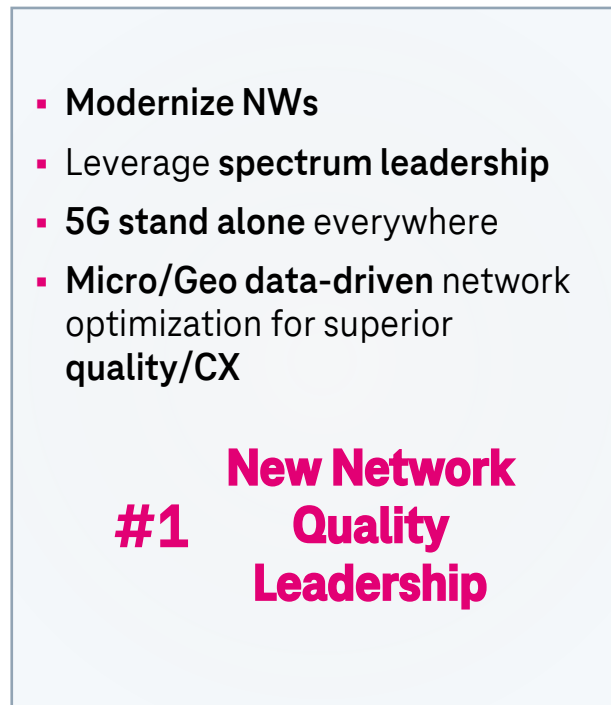 ▪ Modernize NWs
▪ Leverage spectrum leadership
▪ 5G stand alone everywhere
▪ Micro/Geo data-driven network
optimization for superior
quality/CX
New Network
#1 Quality
Leadership